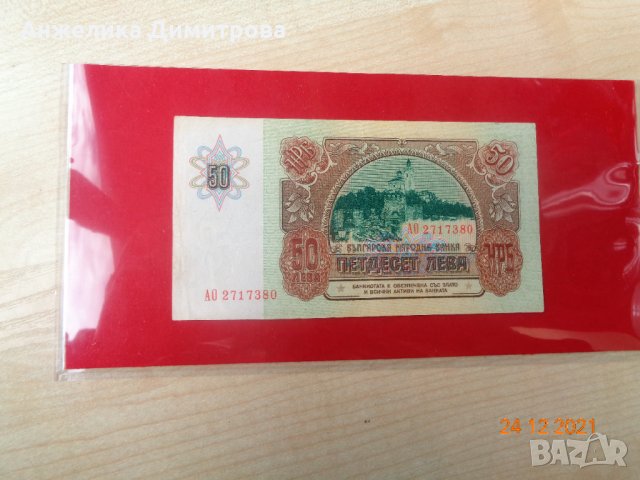 Анжелика Димитрова
50
НРБ
50
АО 2717380
50
ЛЕВА
БЪЛГАРСКА НАРОДНА БАНКА
НРБ
ПЕТДЕСЕТ ЛЕВА
БАНКНОТАТА Е ОБЕЗПЕЧЕНА СЪС ЗЛАТО
И ВСИЧКИ АКТИВИ НА БАНКАТА
АО 2717380
24 12 2021
BAZAR